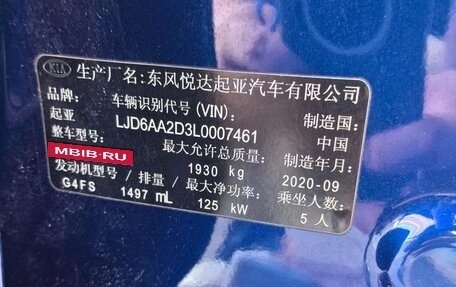 KIA 生产厂名:东风悦达起亚汽车有限公司
品牌: 车辆识别代号(VIN): 制造国:
起亚 LJD6AA2D3L0007461 中国
整车型号: 最大允许总质量: 制造年月:
MBIB.RU 1930 kg 2020-09
发动机型号/排量/最大净功率: 乘坐人数:
G4FS 1497 mL 125 kW 5 人